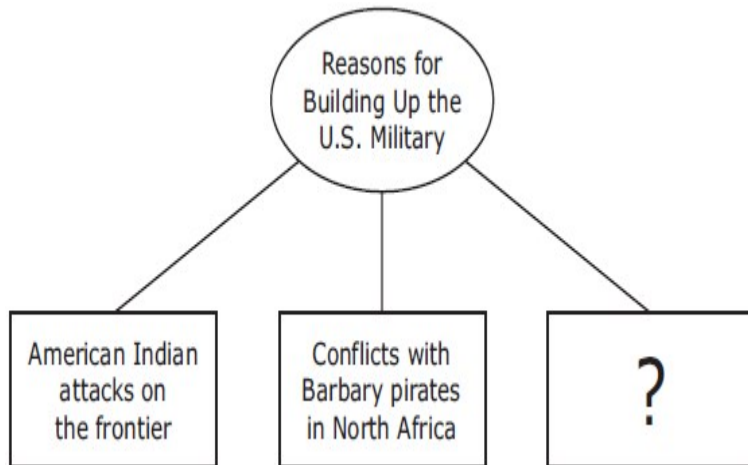 Reasons for
Building Up the
U.S. Military
American Indian
attacks on
the frontier
Conflicts with
Barbary pirates
in North Africa
?